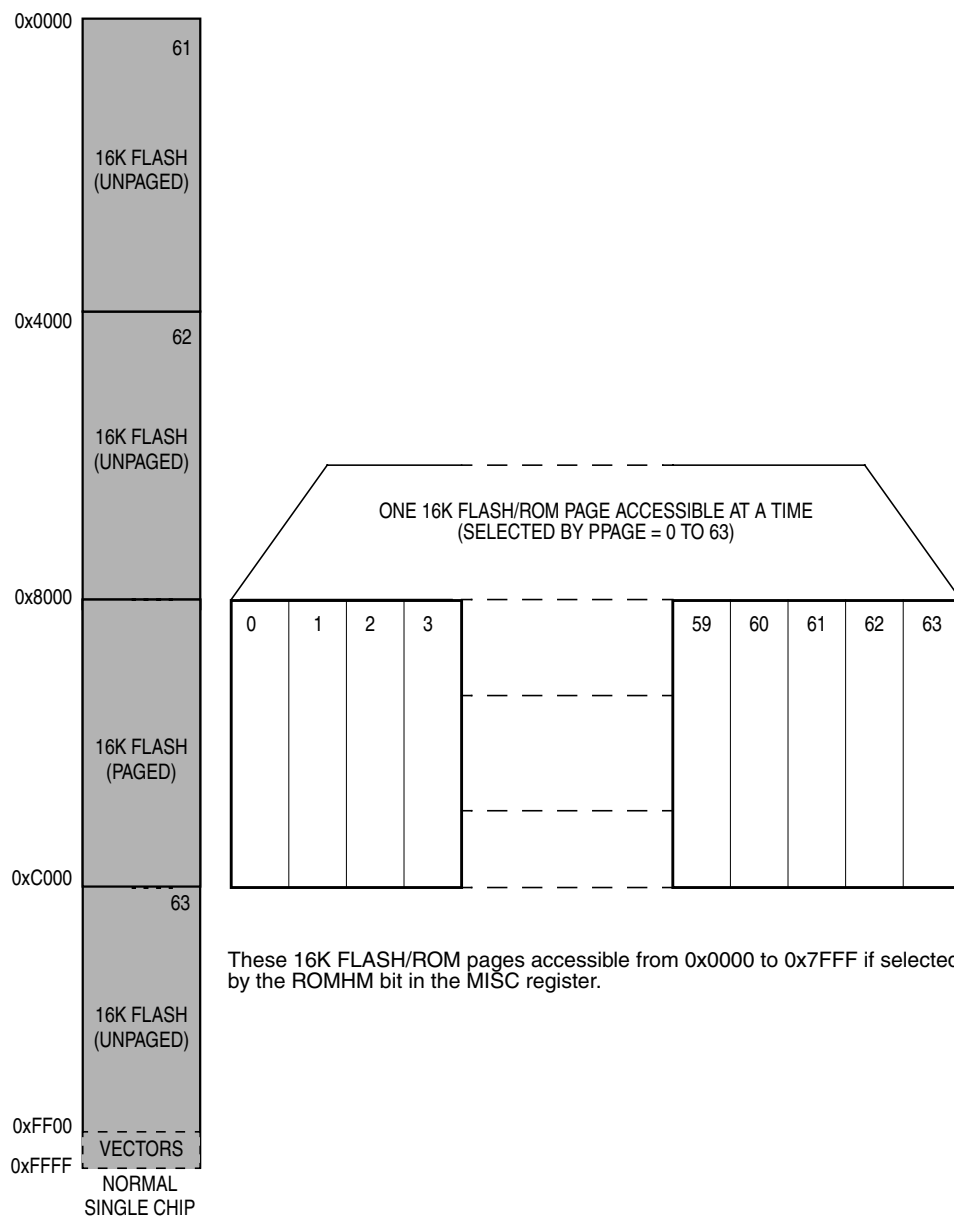 0x0000
61
16K FLASH
(UNPAGED)
0x4000
62
16K FLASH
(UNPAGED)
ONE 16K FLASH/ROM PAGE ACCESSIBLE AT A TIME
(SELECTED BY PPAGE = 0 TO 63)
0x8000
0 1 2 3 59 60 61 62 63
16K FLASH
(PAGED)
0xC000
63
These 16K FLASH/ROM pages accessible from 0x0000 to 0x7FFF if selected
by the ROMHM bit in the MISC register.
16K FLASH
(UNPAGED)
0xFF00
VECTORS
0xFFFF
NORMAL
SINGLE CHIP